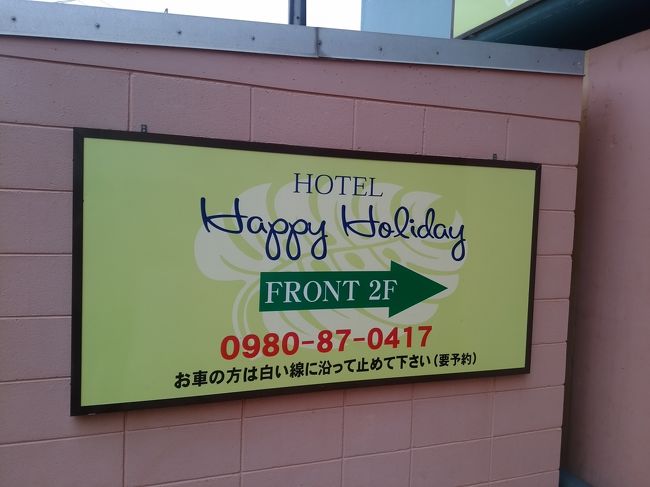 HOTEL
Happy Holiday
FRONT 2F
0980-87-0417
お車の方は白い線に沿って止めて下さい(要予約)